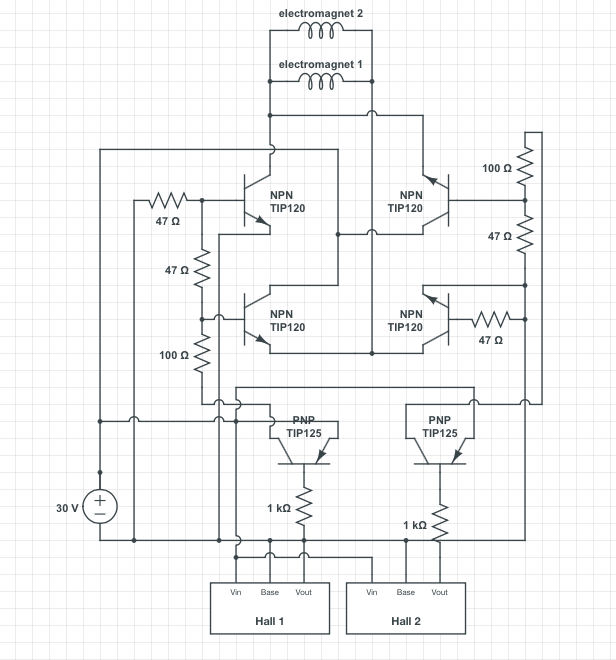 electromagnet 2
electromagnet 1
NPN
TIP120
47 Ω
NPN
TIP120
100 Ω
47 Ω
47 Ω
NPN
TIP120
100 Ω
NPN
TIP120
47 Ω
PNP
TIP125
PNP
TIP125
30 V
1 kΩ
1 kΩ
Vin Base Vout
Hall 1
Vin Base Vout
Hall 2